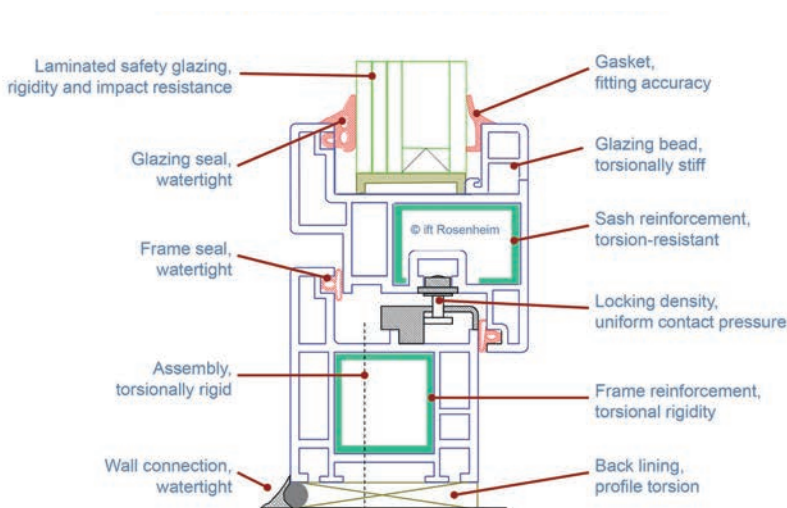 Laminated safety glazing,
rigidity and impact resistance
Glazing seal,
watertight
Frame seal,
watertight
Assembly,
torsionally rigid
Wall connection,
watertight
© ift Rosenheim
Gasket,
fitting accuracy
Glazing bead,
torsionally stiff
Sash reinforcement,
torsion-resistant
Locking density,
uniform contact pressure
Frame reinforcement,
torsional rigidity
Back lining,
profile torsion